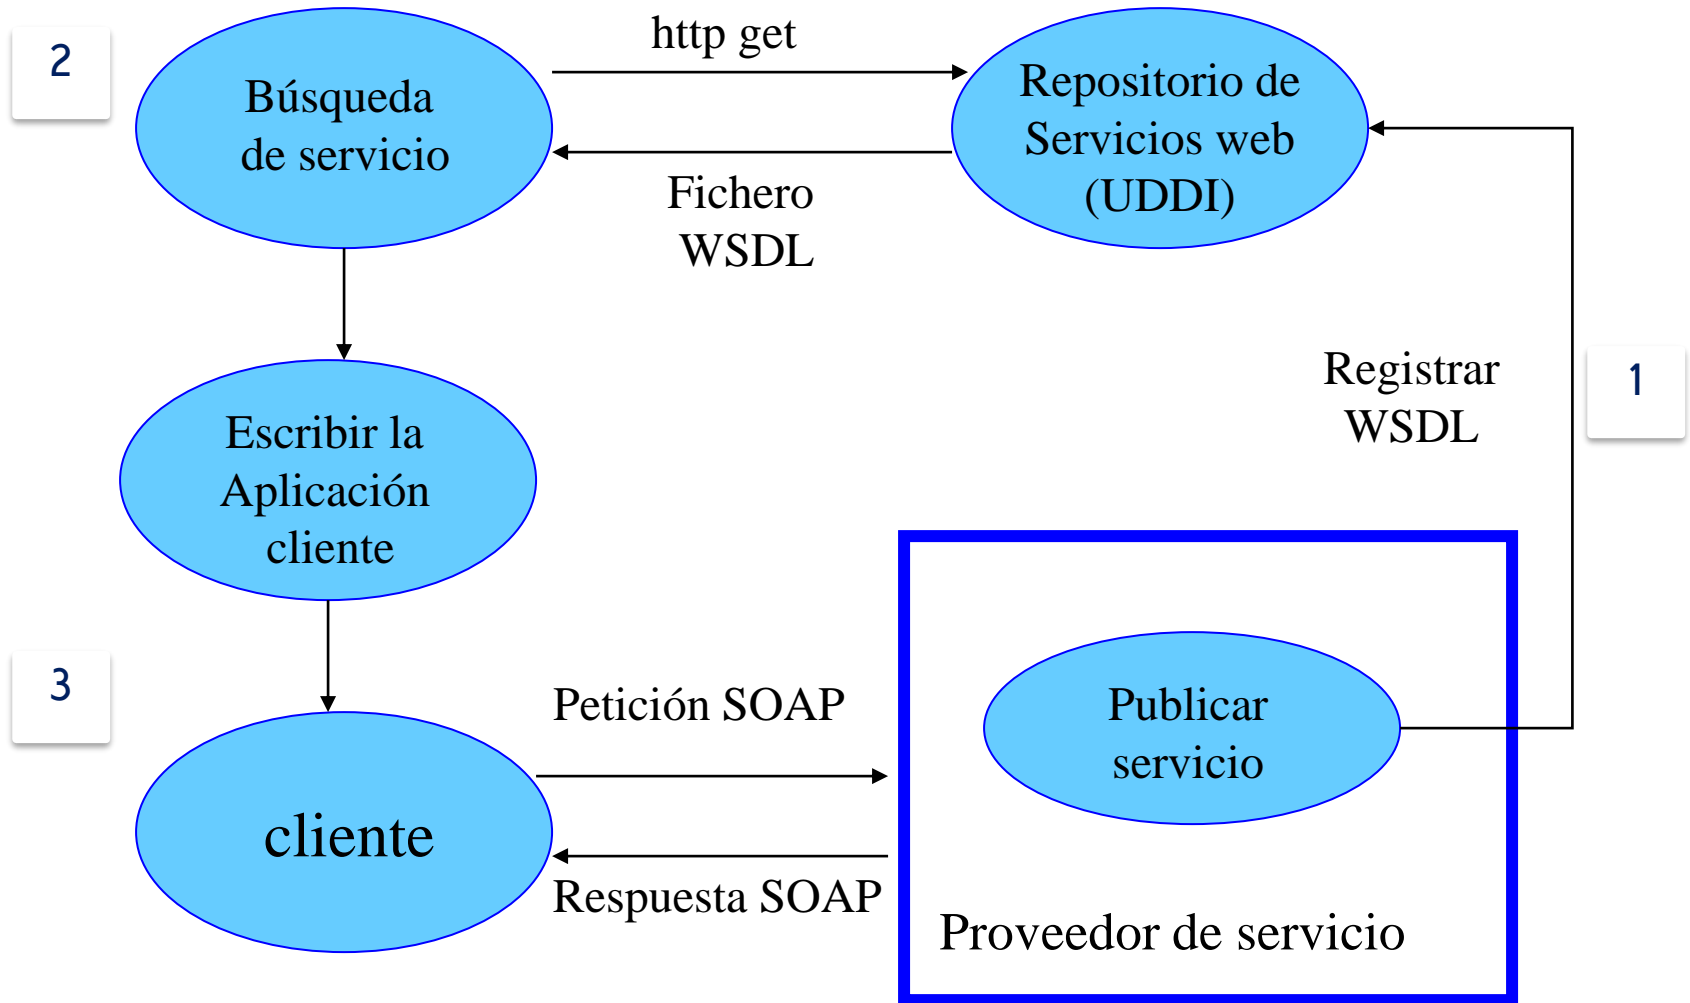 2
Búsqueda
de servicio
http get
Repositorio de
Servicios web
(UDDI)
Fichero
WSDL
Escribir la
Aplicación
cliente
Registrar
WSDL
1
3
cliente
Petición SOAP
Respuesta SOAP
Publicar
servicio
Proveedor de servicio